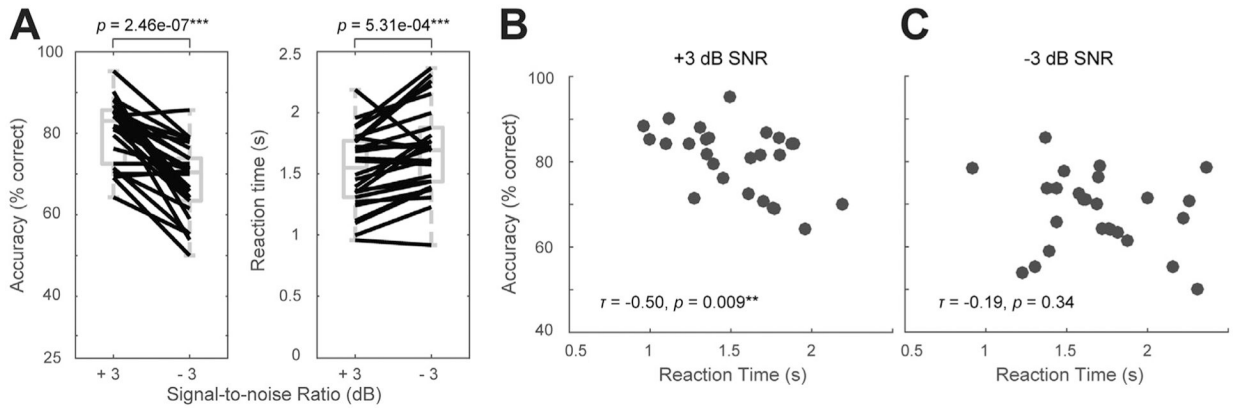 A
p = 2.46e-07***
p = 5.31e-04***
Accuracy (% correct)
100
80
60
40
25
+ 3
- 3
Reaction time (s)
2.5
2
1.5
1
0.5
0
+ 3
- 3
Signal-to-noise Ratio (dB)
B
+3 dB SNR
Accuracy (% correct)
100
80
60
40
r = -0.50, p = 0.009**
0.5
1
1.5
2
Reaction Time (s)
C
-3 dB SNR
r = -0.19, p = 0.34
0.5
1
1.5
2
Reaction Time (s)